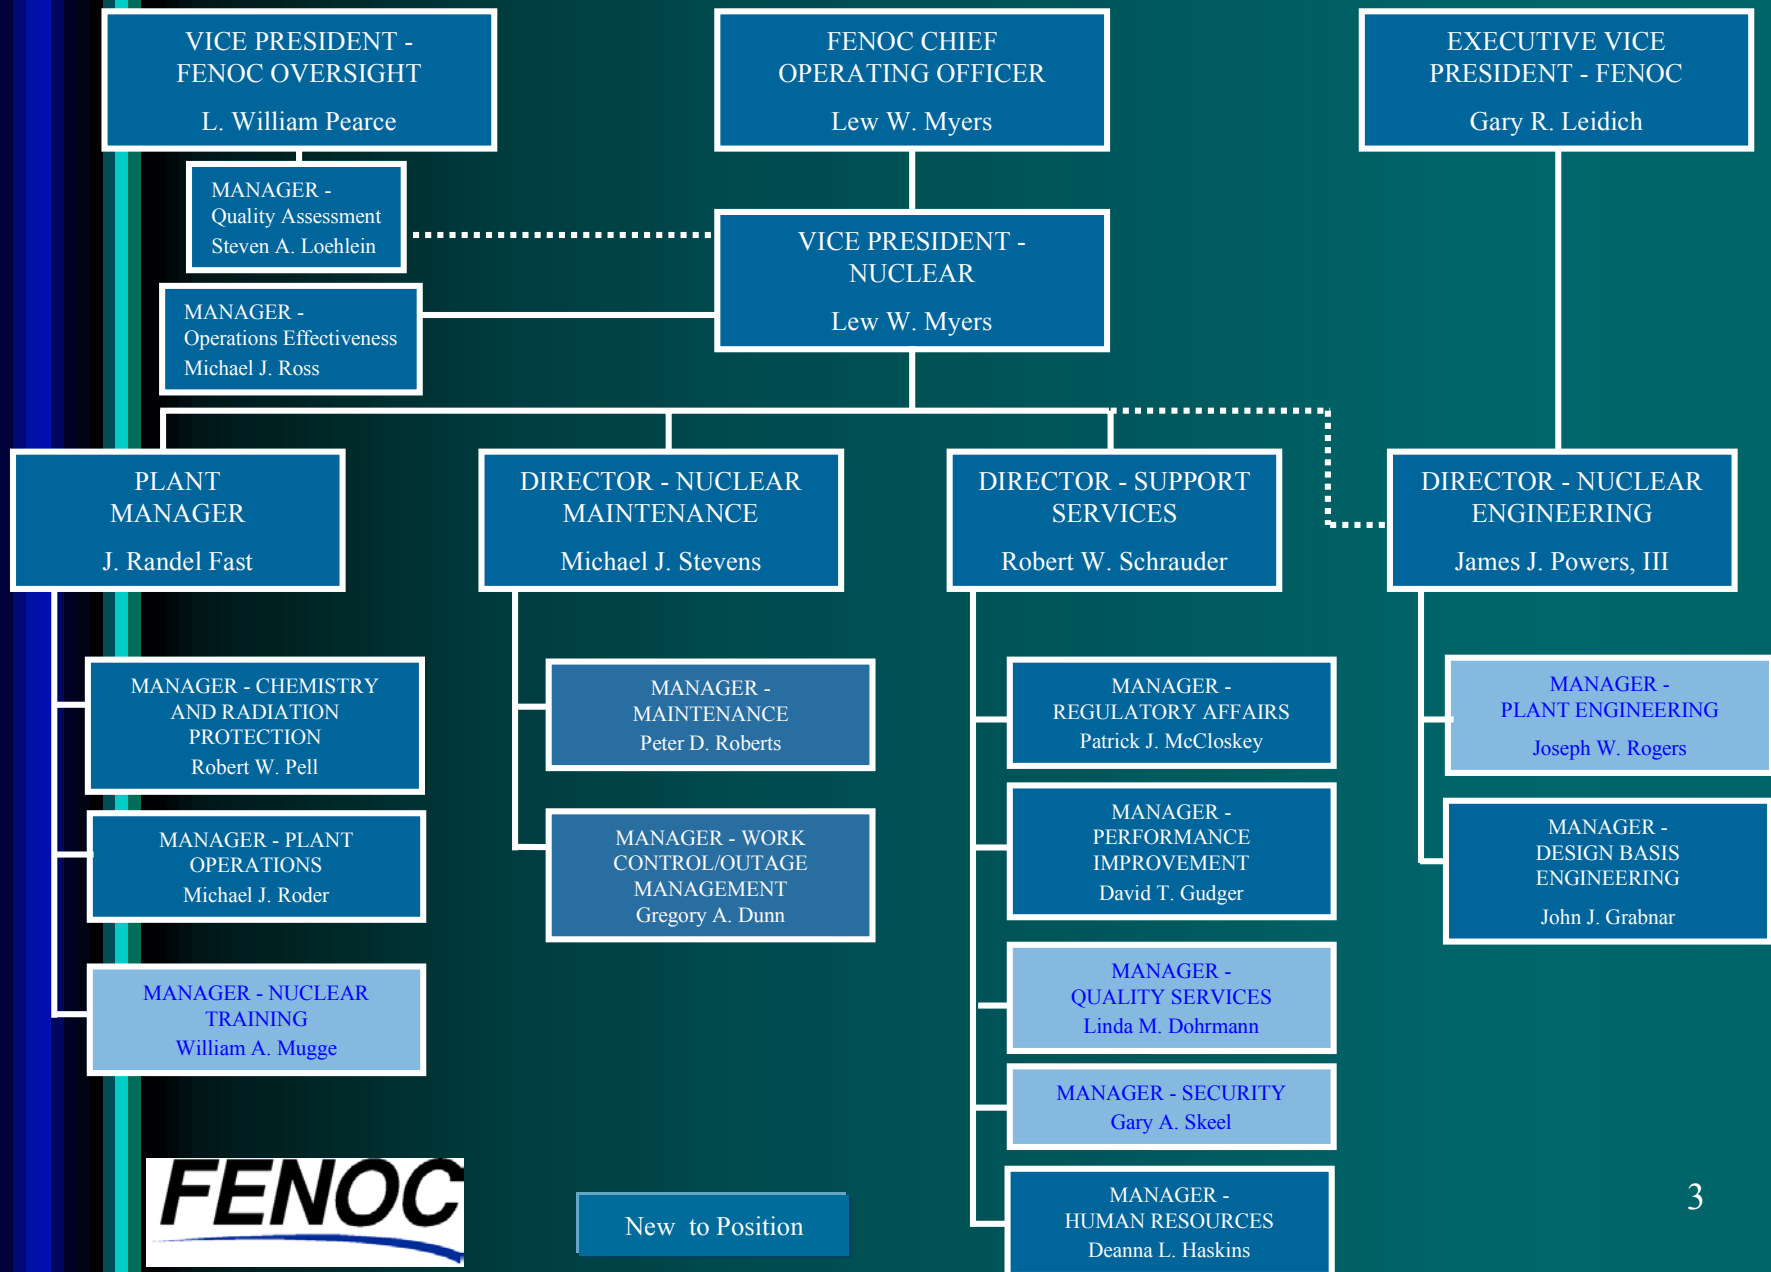 VICE PRESIDENT -
FENOC OVERSIGHT
L. William Pearce
FENOC CHIEF
OPERATING OFFICER
Lew W. Myers
EXECUTIVE VICE
PRESIDENT - FENOC
Gary R. Leidich
MANAGER -
Quality Assessment
Steven A. Loehlein
VICE PRESIDENT -
NUCLEAR
Lew W. Myers
MANAGER -
Operations Effectiveness
Michael J. Ross
PLANT
MANAGER
J. Randel Fast
DIRECTOR - NUCLEAR
MAINTENANCE
Michael J. Stevens
DIRECTOR - SUPPORT
SERVICES
Robert W. Schrauder
DIRECTOR - NUCLEAR
ENGINEERING
James J. Powers, III
MANAGER - CHEMISTRY
AND RADIATION
PROTECTION
Robert W. Pell
MANAGER - PLANT
OPERATIONS
Michael J. Roder
MANAGER - NUCLEAR
TRAINING
William A. Mugge
MANAGER -
MAINTENANCE
Peter D. Roberts
MANAGER - WORK
CONTROL/OUTAGE
MANAGEMENT
Gregory A. Dunn
MANAGER -
REGULATORY AFFAIRS
Patrick J. McCloskey
MANAGER -
PERFORMANCE
IMPROVEMENT
David T. Gudger
MANAGER -
QUALITY SERVICES
Linda M. Dohrmann
MANAGER - SECURITY
Gary A. Skeel
MANAGER -
HUMAN RESOURCES
Deanna L. Haskins
MANAGER -
PLANT ENGINEERING
Joseph W. Rogers
MANAGER -
DESIGN BASIS
ENGINEERING
John J. Grabnar
FENOC
New to Position
3